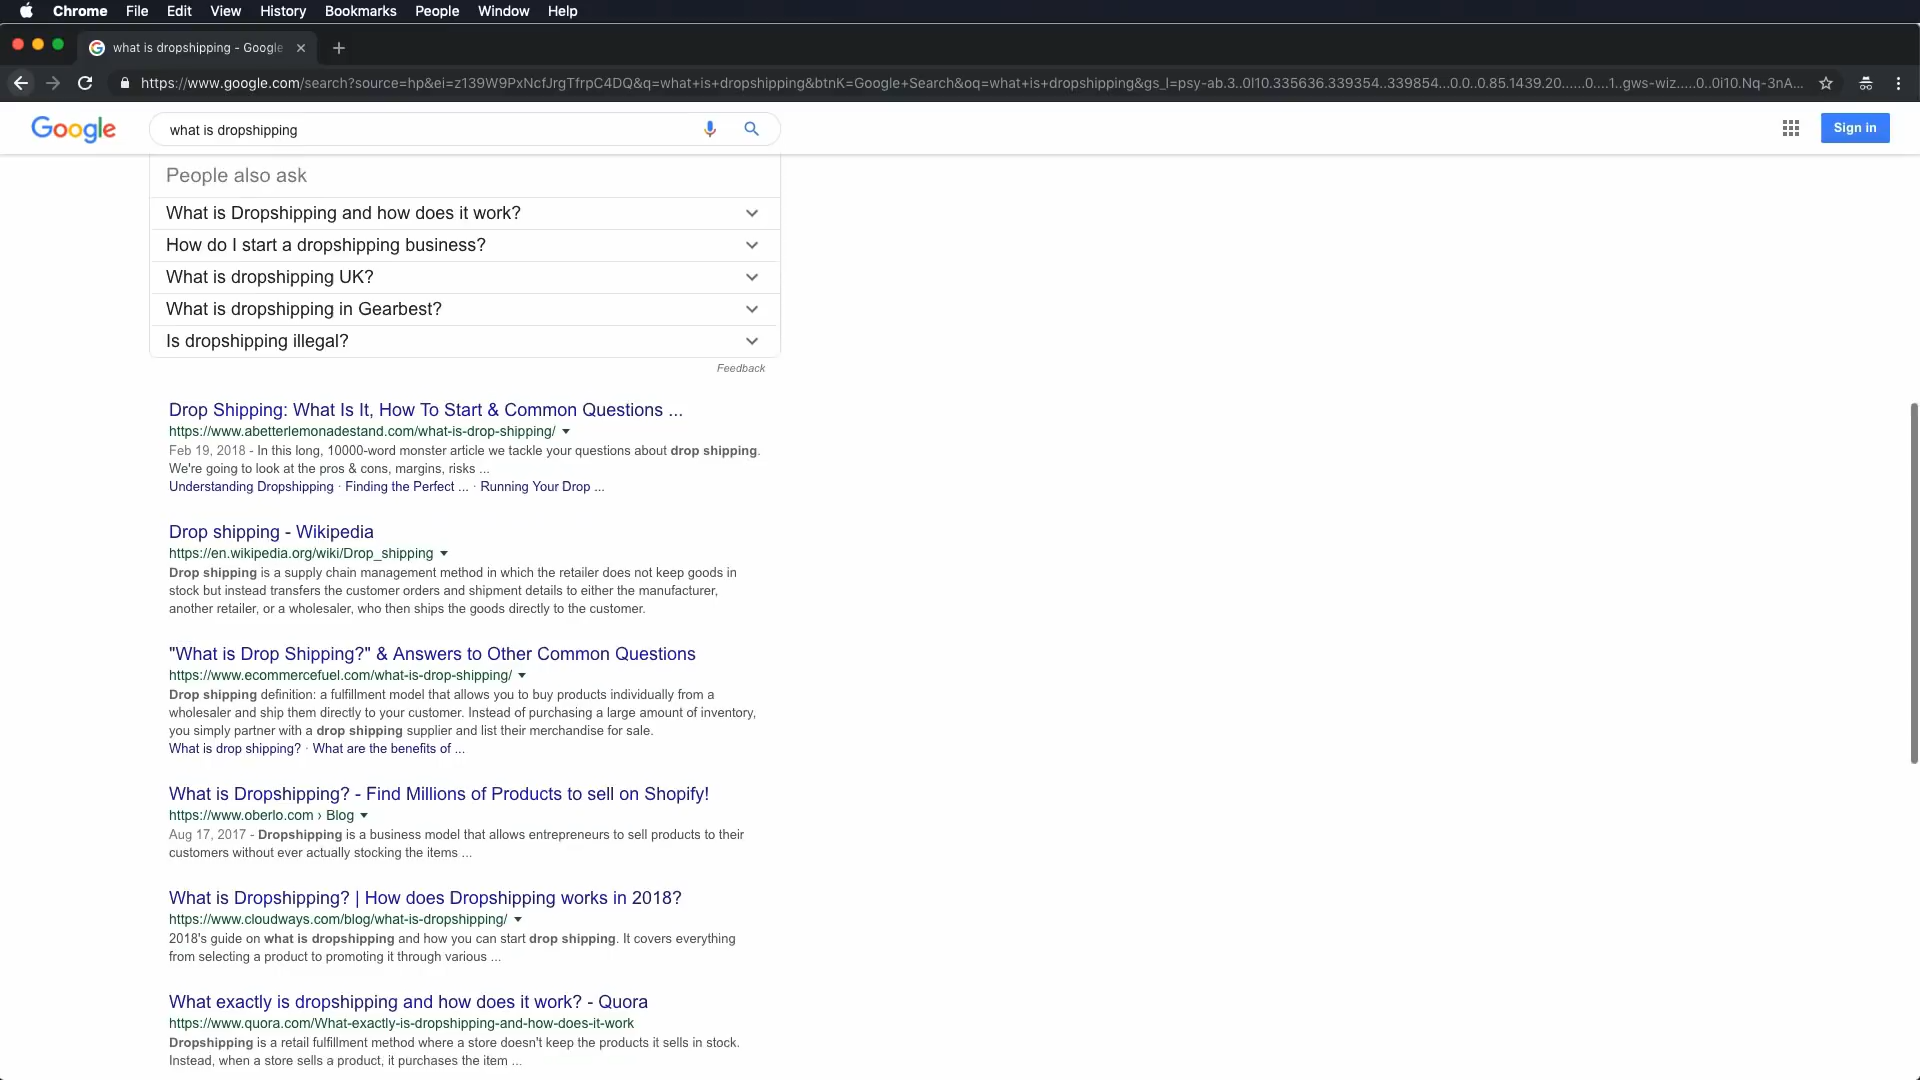 Chrome File Edit View History Bookmarks People Window Help
what is dropshipping - Google
https://www.google.com/search?source=hp&ei=z139W9PxNcfJrgTfrpC4DQ&q=what+is+dropshipping&btnK=Google+Search&oq=what+is+dropshipping&gs_l=psy-ab.3..0l10.335636.339354..339854...0.0..0.85.1439.20......0....1..gws-wiz.....0..0i10.Nq-3nA...
Google what is dropshipping Sign in
People also ask
What is Dropshipping and how does it work?
How do I start a dropshipping business?
What is dropshipping UK?
What is dropshipping in Gearbest?
Is dropshipping illegal?
Feedback
Drop Shipping: What Is It, How To Start & Common Questions ...
https://www.abetterlemonadestand.com/what-is-drop-shipping/
Feb 19, 2018 - In this long, 10000-word monster article we tackle your questions about drop shipping.
We're going to look at the pros & cons, margins, risks ...
Understanding Dropshipping · Finding the Perfect ... · Running Your Drop ...
Drop shipping - Wikipedia
https://en.wikipedia.org/wiki/Drop_shipping
Drop shipping is a supply chain management method in which the retailer does not keep goods in
stock but instead transfers the customer orders and shipment details to either the manufacturer,
another retailer, or a wholesaler, who then ships the goods directly to the customer.
"What is Drop Shipping?" & Answers to Other Common Questions
https://www.ecommercefuel.com/what-is-drop-shipping/
Drop shipping definition: a fulfillment model that allows you to buy products individually from a
wholesaler and ship them directly to your customer. Instead of purchasing a large amount of inventory,
you simply partner with a drop shipping supplier and list their merchandise for sale.
What is drop shipping? · What are the benefits of ...
What is Dropshipping? - Find Millions of Products to sell on Shopify!
https://www.oberlo.com › Blog
Aug 17, 2017 - Dropshipping is a business model that allows entrepreneurs to sell products to their
customers without ever actually stocking the items ...
What is Dropshipping? | How does Dropshipping works in 2018?
https://www.cloudways.com/blog/what-is-dropshipping/
2018's guide on what is dropshipping and how you can start drop shipping. It covers everything
from selecting a product to promoting it through various ...
What exactly is dropshipping and how does it work? - Quora
https://www.quora.com/What-exactly-is-dropshipping-and-how-does-it-work
Dropshipping is a retail fulfillment method where a store doesn't keep the products it sells in stock.
Instead, when a store sells a product, it purchases the item ...